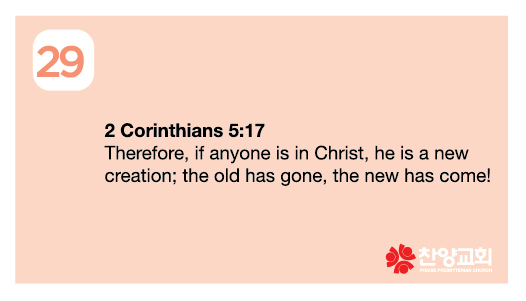 29
2 Corinthians 5:17
Therefore, if anyone is in Christ, he is a new
creation; the old has gone, the new has come!
찬양교회
PRAISE PRESBYTERIAN CHURCH